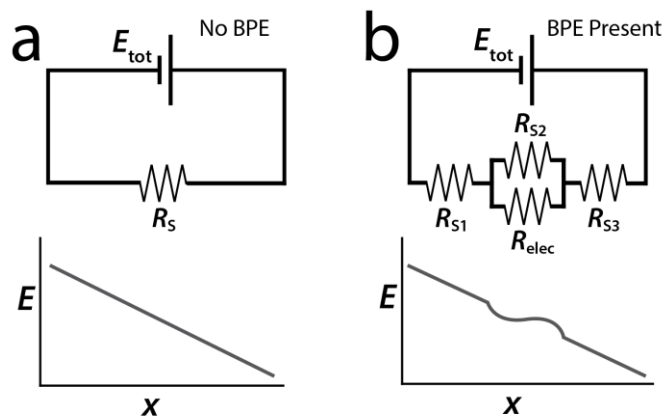 a
No BPE
E_tot
R_S
E
x
b
BPE Present
E_tot
R_S2
R_S1
R_elec
R_S3
E
x